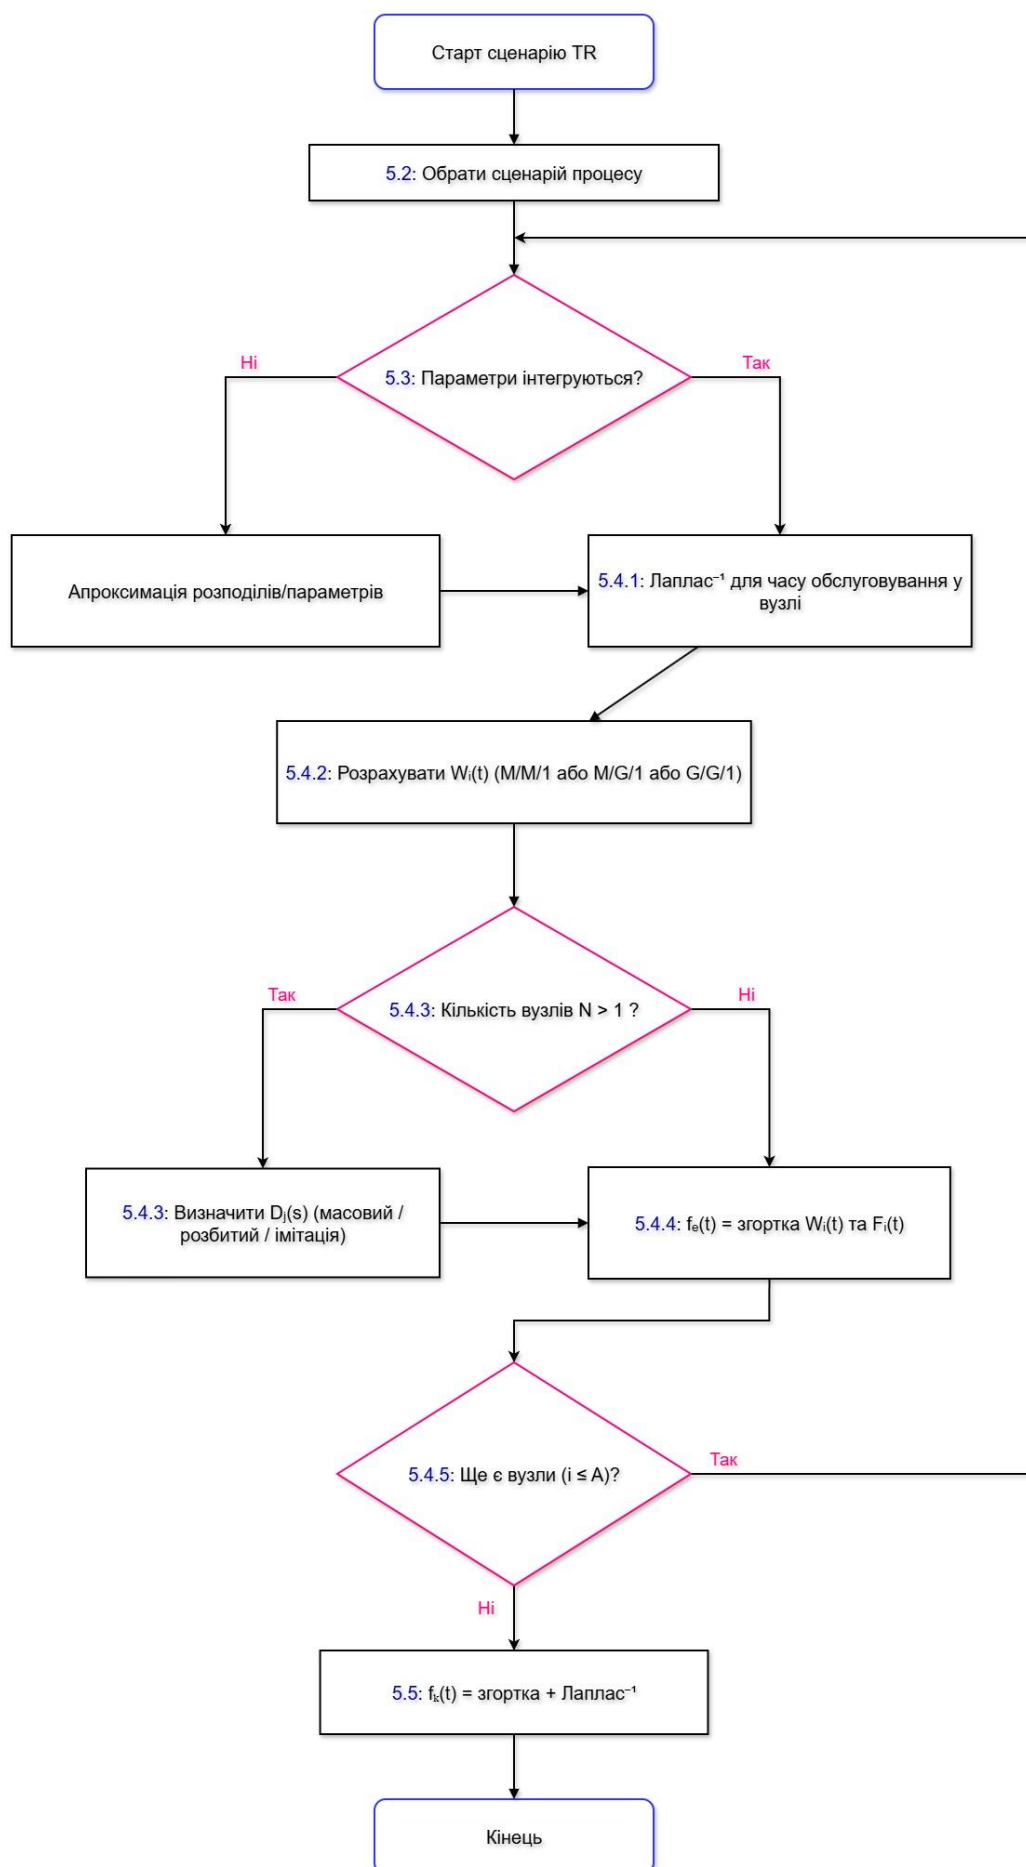 Старт сценарію TR
5.2: Обрати сценарій процесу
Ні
Так
5.3: Параметри інтегруються?
Апроксимація розподілів/параметрів
5.4.1: Лаплас⁻¹ для часу обслуговування у
вузлі
5.4.2: Розрахувати Wᵢ(t) (M/M/1 або M/G/1 або G/G/1)
Так
Ні
5.4.3: Кількість вузлів N > 1 ?
5.4.3: Визначити Dⱼ(s) (масовий /
розбитий / імітація)
5.4.4: fₑ(t) = згортка Wᵢ(t) та Fᵢ(t)
5.4.5: Ще є вузли (i ≤ A)?
Так
Ні
5.5: fₖ(t) = згортка + Лаплас⁻¹
Кінець